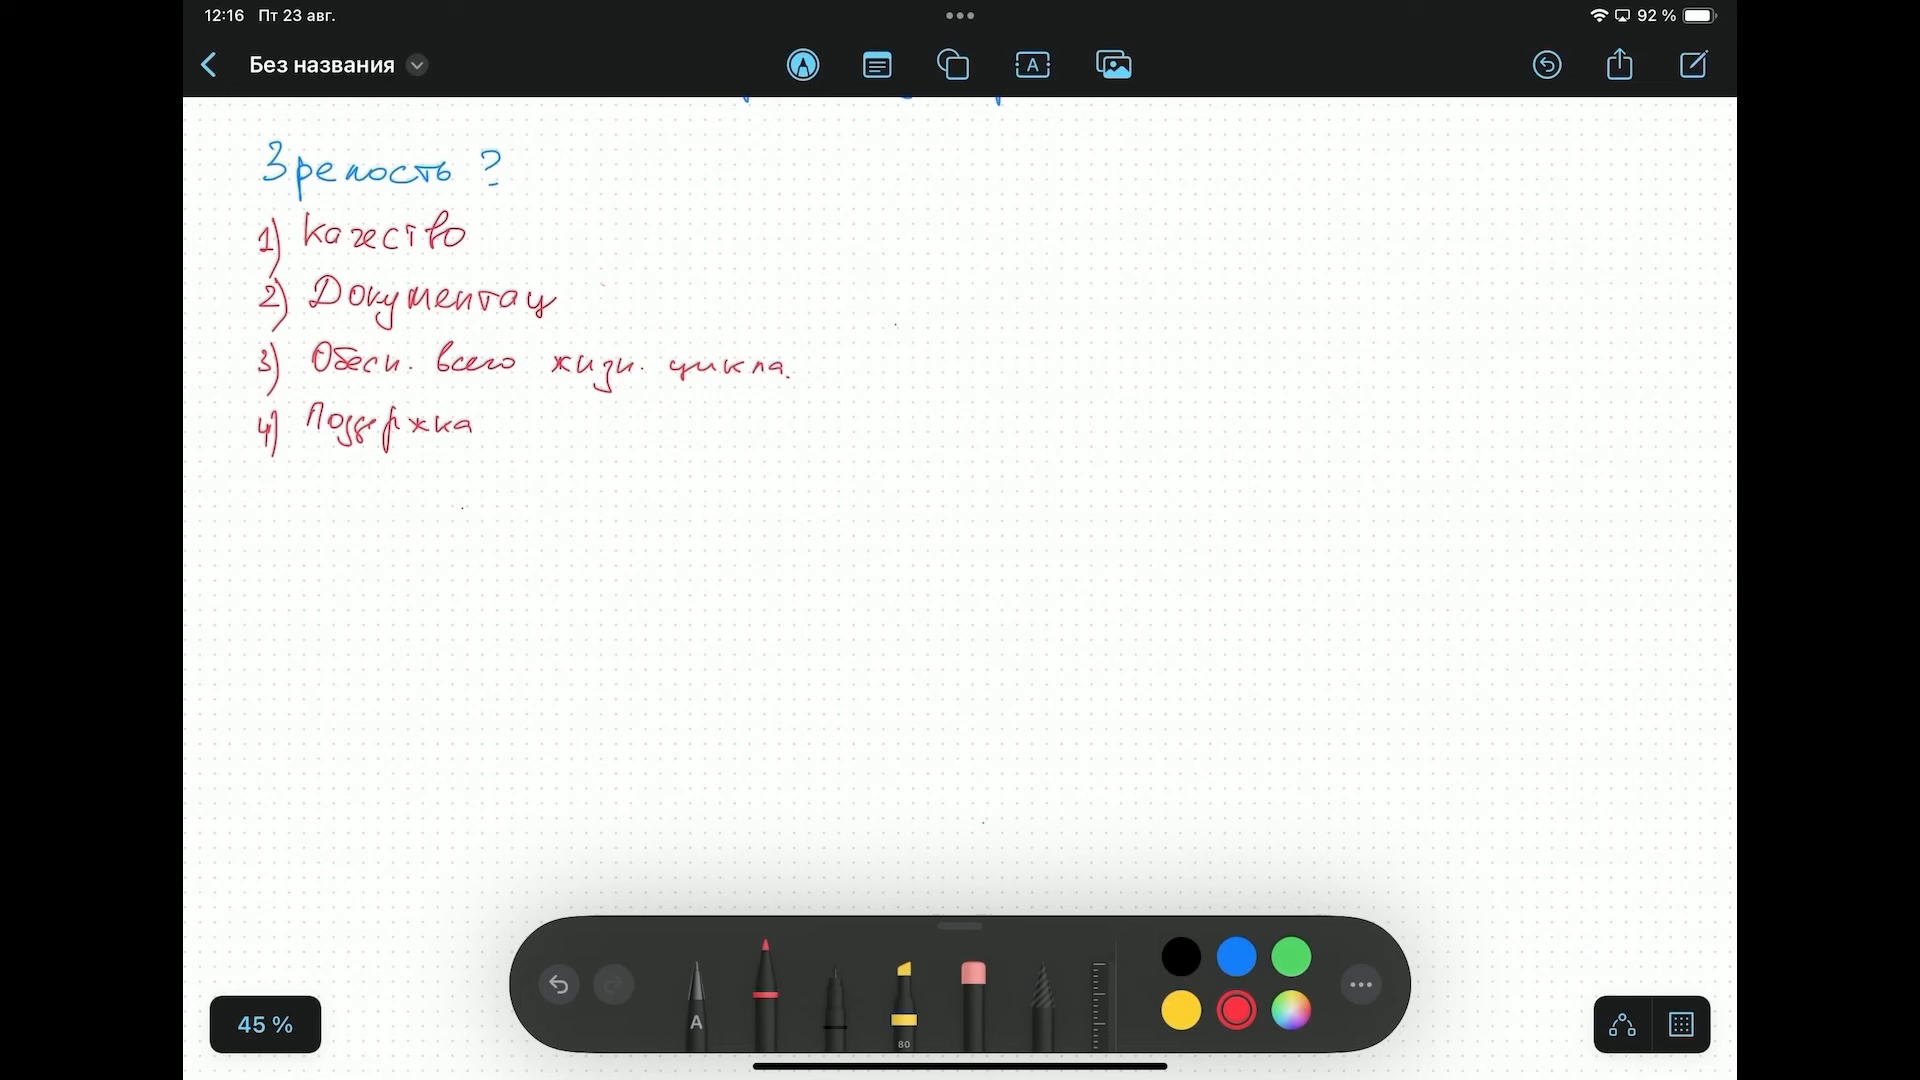 12:16 Пт 23 авг. 92 %
Без названия
A
Зрелость ?
1) Качество
2) Документац
3) Обесп. всего жизн. цикла.
4) Поддержка
A
80
45 %